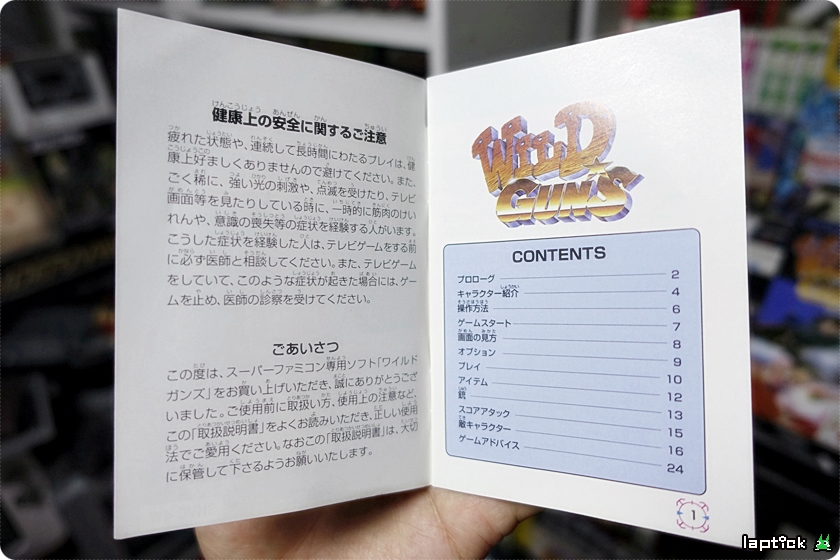 健康上の安全に関するご注意
疲れた状態や、連続して長時間にわたるプレイは、健
康上好ましくありませんので避けてください。また、
ごく稀に、強い光の刺激や、点滅を受けたり、テレビ
画面等を見たりしている時に、一時的に筋肉のけい
れんや、意識の喪失等の症状を経験する人がいます。
こうした症状を経験した人は、テレビゲームをする前
に必ず医師と相談してください。また、テレビゲーム
をしていて、このような症状が起きた場合には、ゲー
ムを止め、医師の診察を受けてください。
ごあいさつ
この度は、スーパーファミコン専用ソフト「ワイルド
ガンズ」をお買い上げいただき、誠にありがとうござ
いました。ご使用前に取扱い方、使用上の注意など、
この「取扱説明書」をよくお読みいただき、正しい使用
法でご愛用ください。なおこの「取扱説明書」は、大切
に保管して下さるようお願いいたします。
WILD
GUNS
CONTENTS
プロローグ 2
キャラクター紹介 4
操作方法 6
ゲームスタート 7
画面の見方 8
オプション 9
プレイ 10
アイテム 12
銃 13
スコアアタック 15
敵キャラクター 16
ゲームアドバイス 24
1
laptick